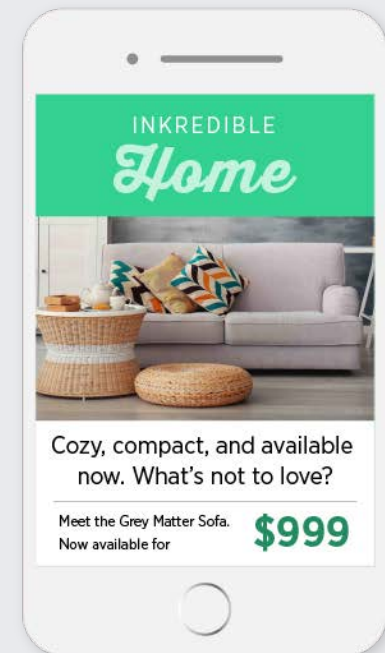 INKREDIBLE
Home
Cozy, compact, and available
now. What's not to love?
Meet the Grey Matter Sofa.
Now available for
$999